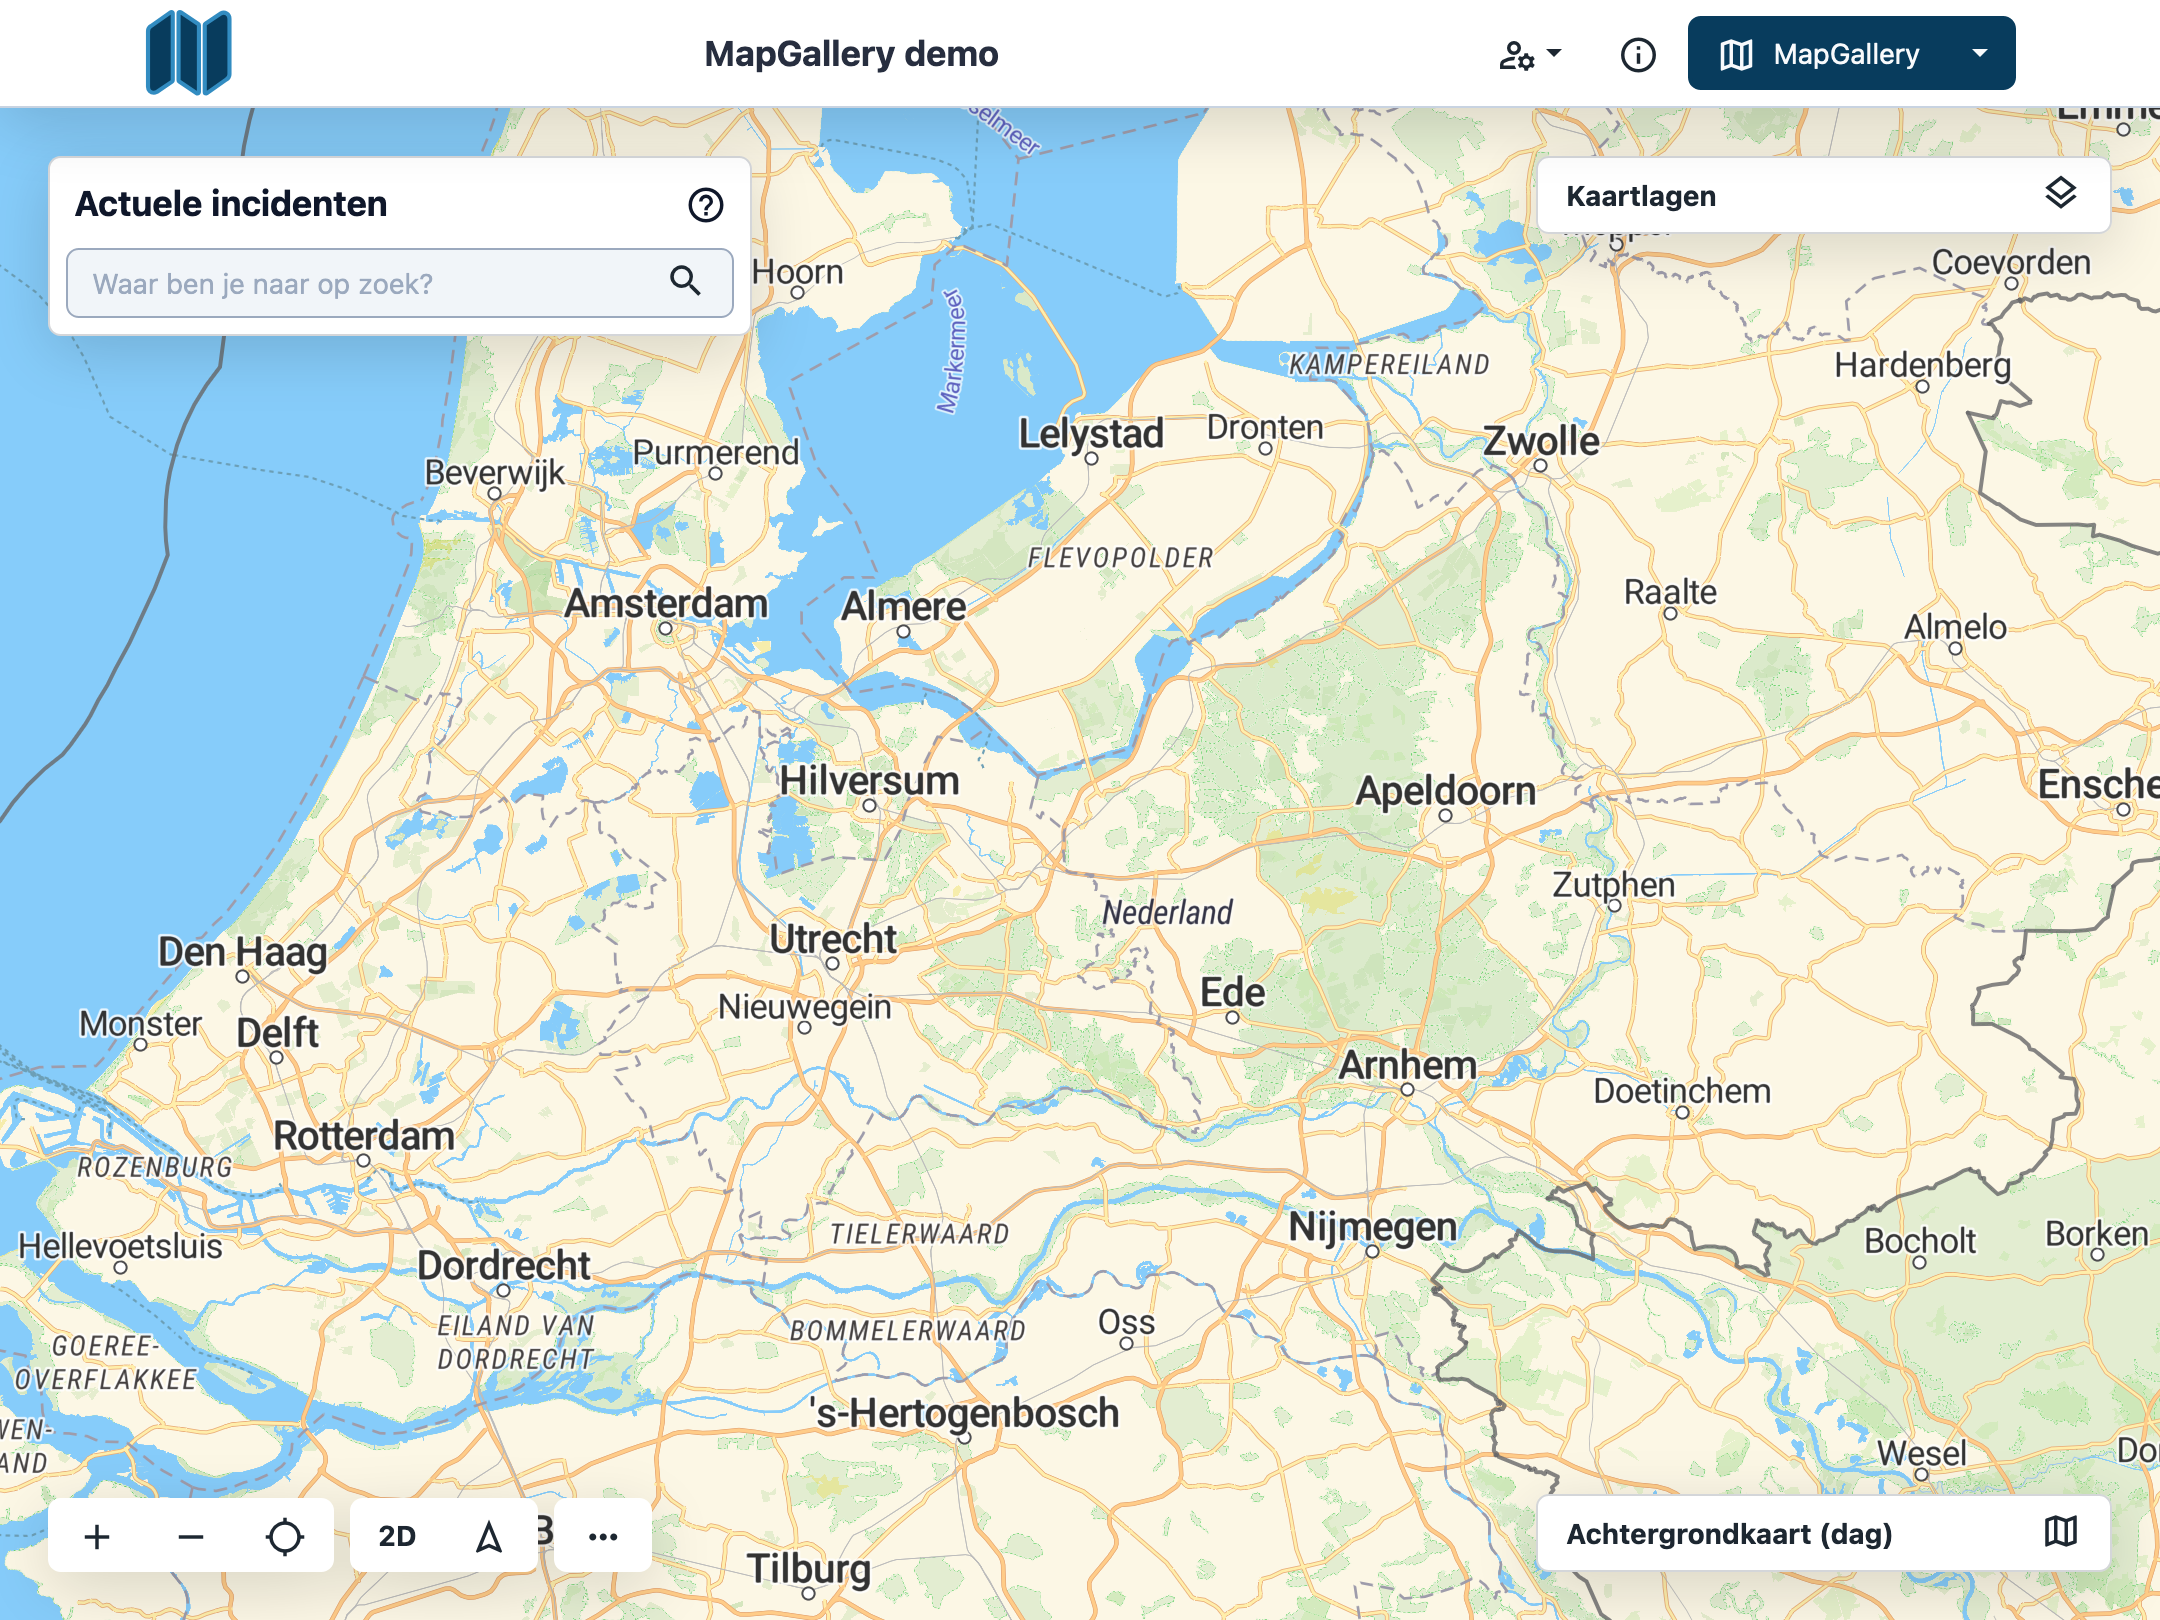 MapGallery demo
MapGallery
Actuele incidenten
Waar ben je naar op zoek?
Kaartlagen
Coevorden
Hoorn
Markermeer
KAMPEREILAND
Hardenberg
Lelystad
Dronten
Zwolle
Purmerend
Beverwijk
FLEVOPOLDER
Amsterdam
Almere
Raalte
Almelo
Hilversum
Apeldoorn
Zutphen
Nederland
Utrecht
Den Haag
Ede
Nieuwegein
Monster
Delft
Arnhem
Doetinchem
Rotterdam
ROZENBURG
Nijmegen
TIELERWAARD
Bocholt
Borken
Hellevoetsluis
Dordrecht
EILAND VAN
DORDRECHT
BOMMELERWAARD
Oss
GOEREE-
OVERFLAKKEE
's-Hertogenbosch
Wesel
2D
Achtergrondkaart (dag)
Tilburg